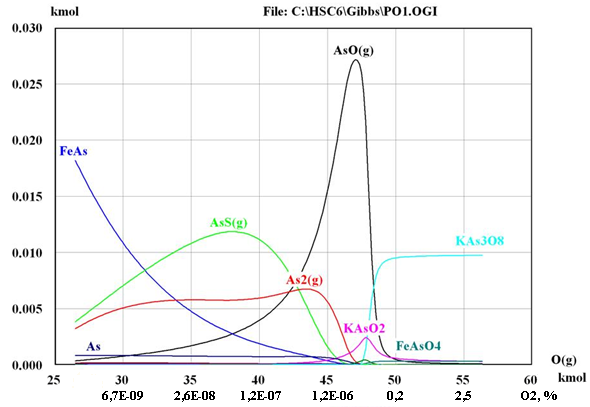 kmol File: C:\HSC6\Gibbs\PO1.OGI
0.030
AsO(g)
0.025
0.020
FeAs
0.015
AsS(g)
KAs3O8
0.010
As2(g)
0.005
KAsO2
As
FeAsO4
0.000
O(g)
25 30 35 40 45 50 55 60 kmol
6,7E-09 2,6E-08 1,2E-07 1,2E-06 0,2 2,5 O2, %